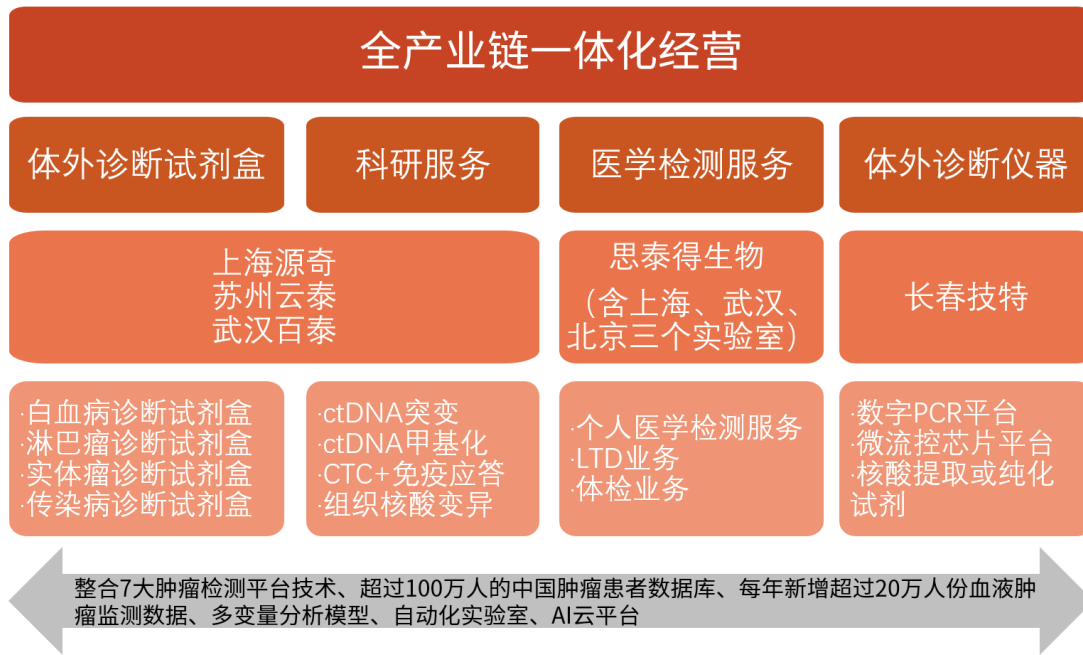 全产业链一体化经营
体外诊断试剂盒
科研服务
医学检测服务
体外诊断仪器
上海源奇
苏州云泰
武汉百泰
思泰得生物
（含上海、武汉、
北京三个实验室）
长春技特
·白血病诊断试剂盒
·淋巴瘤诊断试剂盒
·实体瘤诊断试剂盒
·传染病诊断试剂盒
·ctDNA突变
·ctDNA甲基化
·CTC+免疫应答
·组织核酸变异
·个人医学检测服务
·LTD业务
·体检业务
·数字PCR平台
·微流控芯片平台
·核酸提取或纯化
试剂
整合7大肿瘤检测平台技术、超过100万人的中国肿瘤患者数据库、每年新增超过20万人份血液肿
瘤监测数据、多变量分析模型、自动化实验室、AI云平台